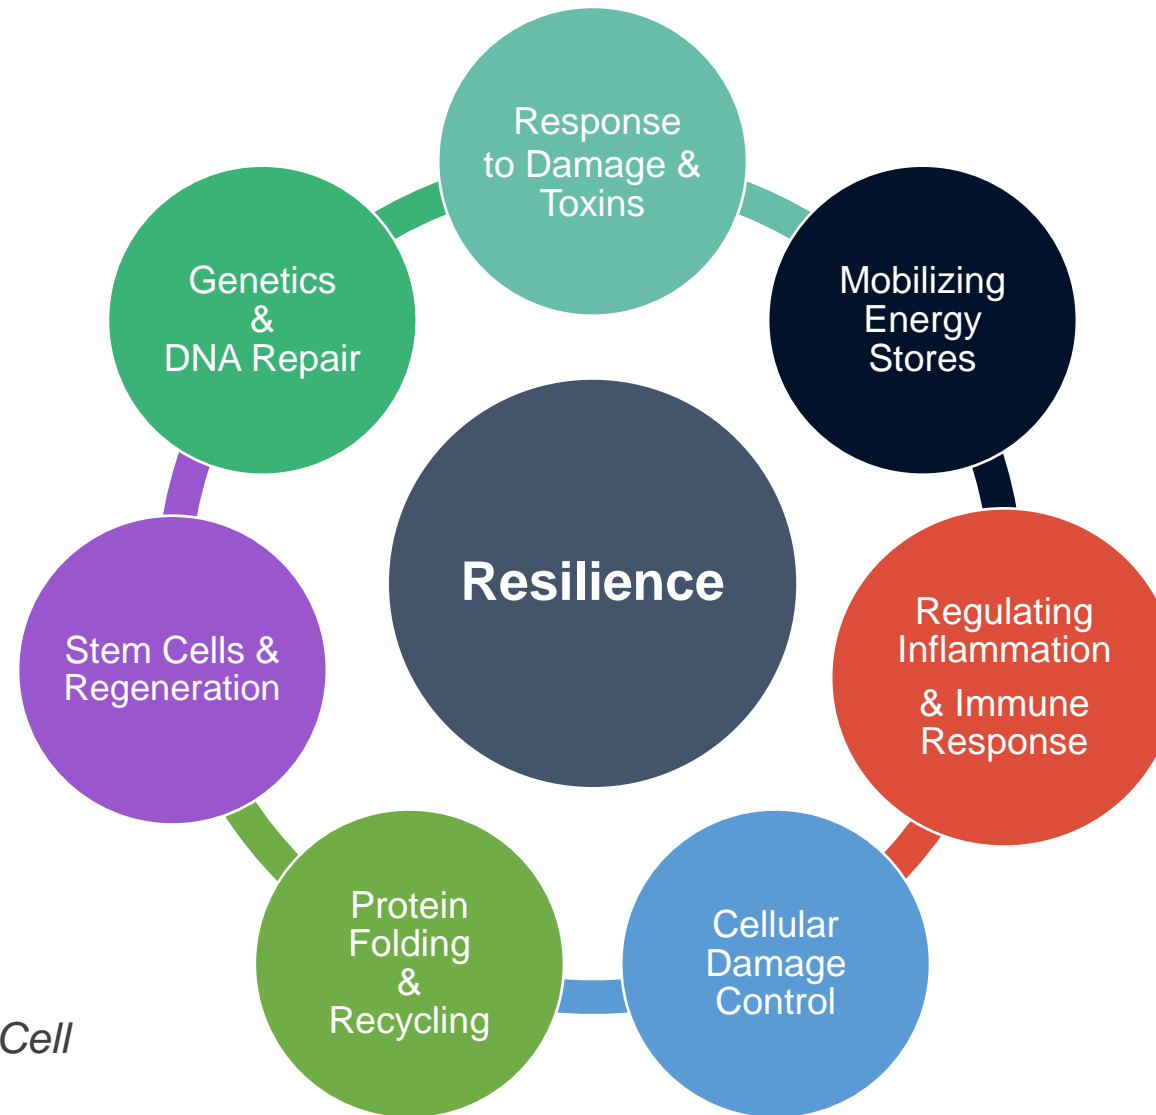 Response
to Damage &
Toxins
Mobilizing
Energy
Stores
Regulating
Inflammation
& Immune
Response
Cellular
Damage
Control
Protein
Folding
&
Recycling
Stem Cells &
Regeneration
Genetics
&
DNA Repair
Resilience
Cell